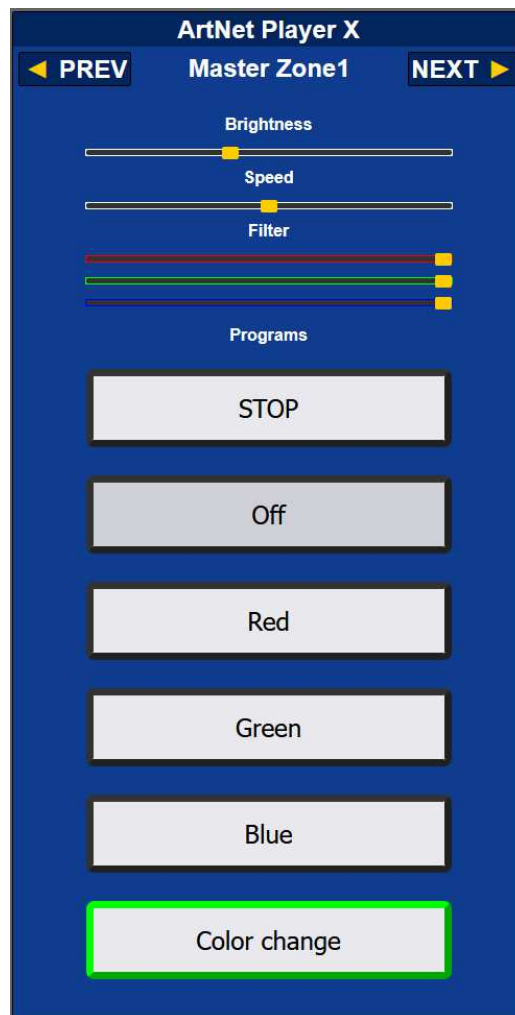 ArtNet Player X
PREV Master Zone1 NEXT
Brightness
Speed
Filter
Programs
STOP
Off
Red
Green
Blue
Color change